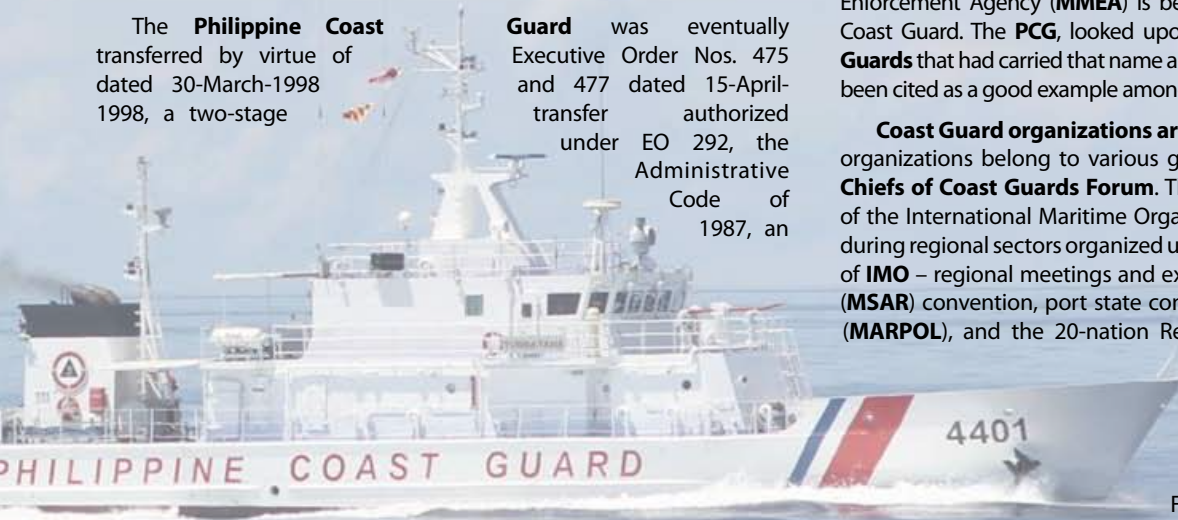 The Philippine Coast Guard was eventually
transferred by virtue of Executive Order Nos. 475
dated 30-March-1998 and 477 dated 15-April-
1998, a two-stage transfer authorized
under EO 292, the
Administrative
Code of
1987, an
Enforcement Agency (MMEA) is be
Coast Guard. The PCG, looked upo
Guards that had carried that name a
been cited as a good example amon
Coast Guard organizations ar
organizations belong to various g
Chiefs of Coast Guards Forum. T
of the International Maritime Orga
during regional sectors organized u
of IMO – regional meetings and ex
(MSAR) convention, port state con
(MARPOL), and the 20-nation Re
4401
PHILIPPINE COAST GUARD